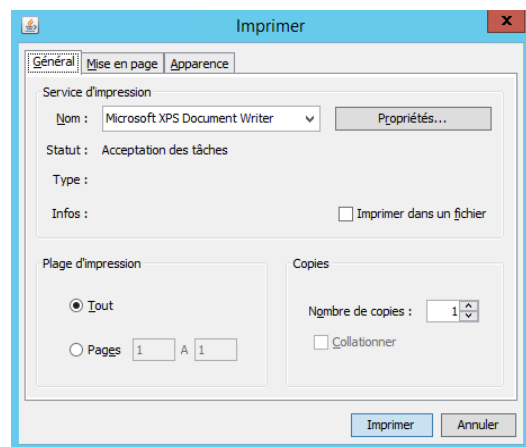 Imprimer
x
Général Mise en page Apparence
Service d'impression
Nom : Microsoft XPS Document Writer Propriétés...
Statut : Acceptation des tâches
Type :
Infos : Imprimer dans un fichier
Plage d'impression Copies
Tout
Nombre de copies : 1
Pages 1 A 1
Collationner
Imprimer Annuler